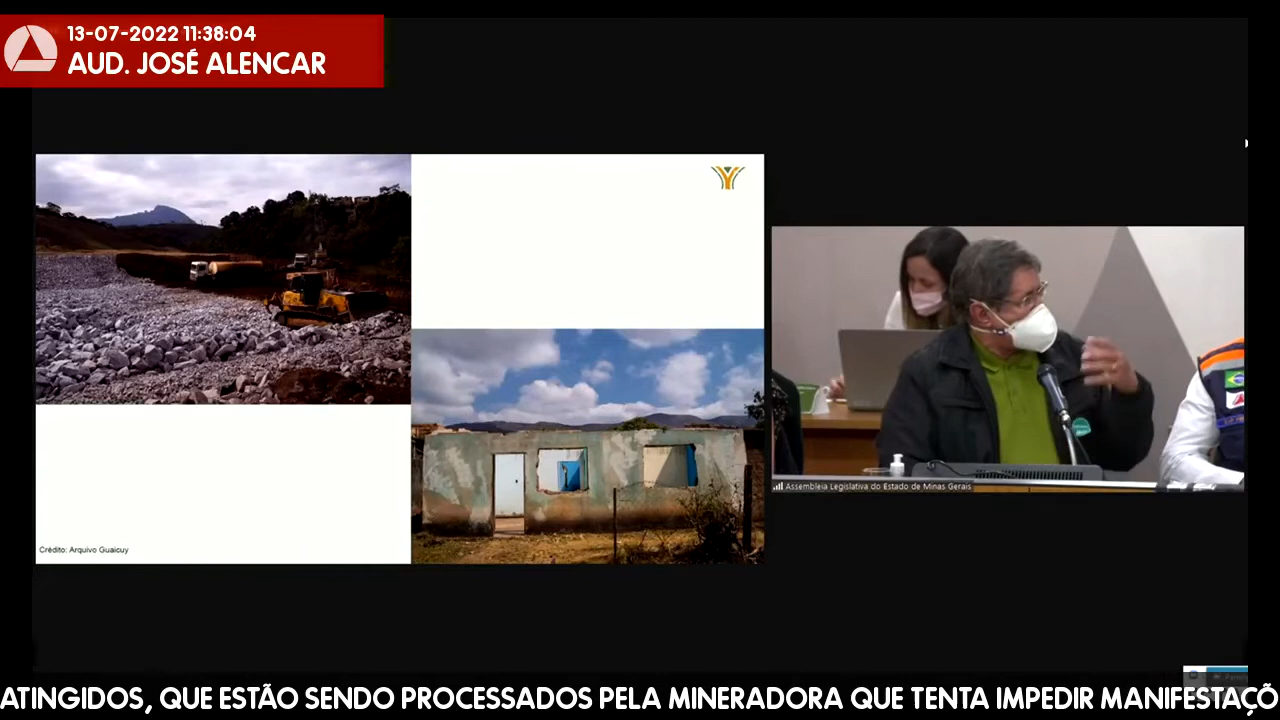 13-07-2022 11:38:04
AUD. JOSÉ ALENCAR
Crédito: Arquivo Guaicuy
Assembleia Legislativa do Estado de Minas Gerais
ATINGIDOS, QUE ESTÃO SENDO PROCESSADOS PELA MINERADORA QUE TENTA IMPEDIR MANIFESTAÇÕ